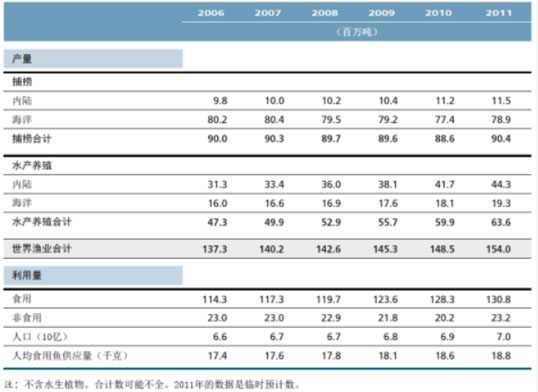 2006 2007 2008 2009 2010 2011
（百万吨）
产量
捕捞
内陆 9.8 10.0 10.2 10.4 11.2 11.5
海洋 80.2 80.4 79.5 79.2 77.4 78.9
捕捞合计 90.0 90.3 89.7 89.6 88.6 90.4
水产养殖
内陆 31.3 33.4 36.0 38.1 41.7 44.3
海洋 16.0 16.6 16.9 17.6 18.1 19.3
水产养殖合计 47.3 49.9 52.9 55.7 59.9 63.6
世界渔业合计 137.3 140.2 142.6 145.3 148.5 154.0
利用量
食用 114.3 117.3 119.7 123.6 128.3 130.8
非食用 23.0 23.0 22.9 21.8 20.2 23.2
人口（10亿） 6.6 6.7 6.7 6.8 6.9 7.0
人均食用鱼供应量（千克） 17.4 17.6 17.8 18.1 18.6 18.8
注：不含水生植物。合计数可能不全。2011年的数据是临时预计数。